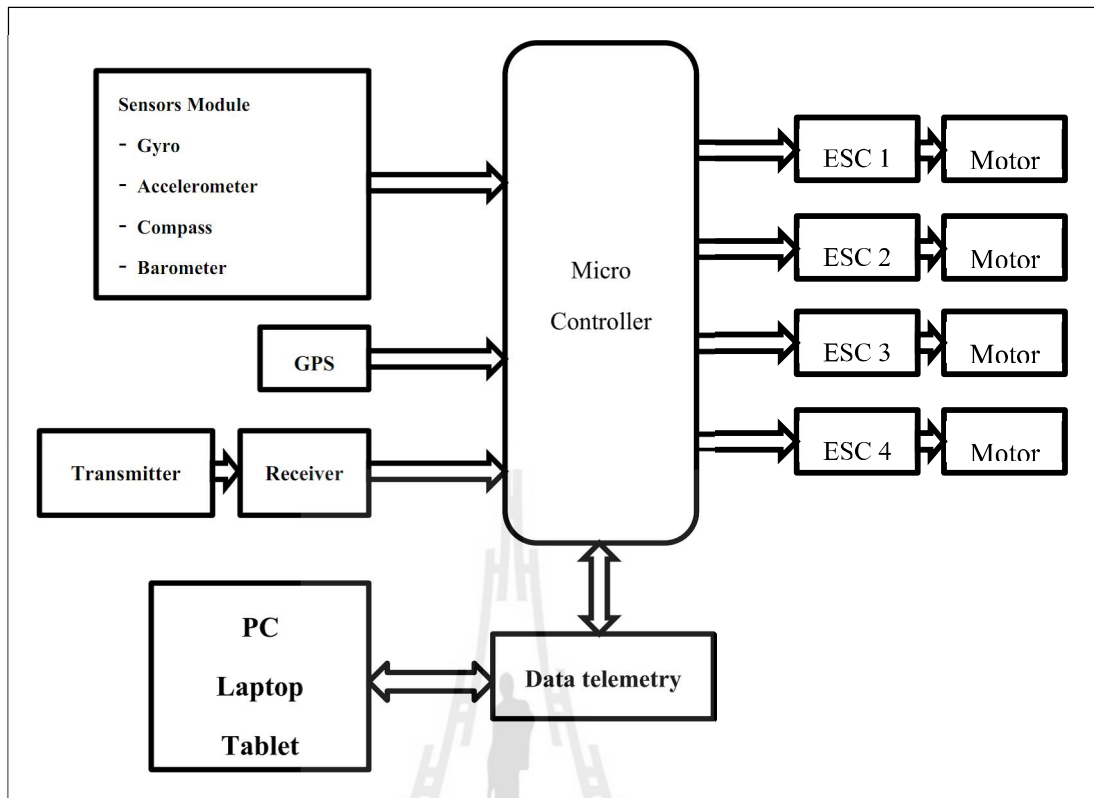 Sensors Module
- Gyro
- Accelerometer
- Compass
- Barometer
GPS
Transmitter
Receiver
Micro
Controller
ESC 1
Motor
ESC 2
Motor
ESC 3
Motor
ESC 4
Motor
PC
Laptop
Tablet
Data telemetry